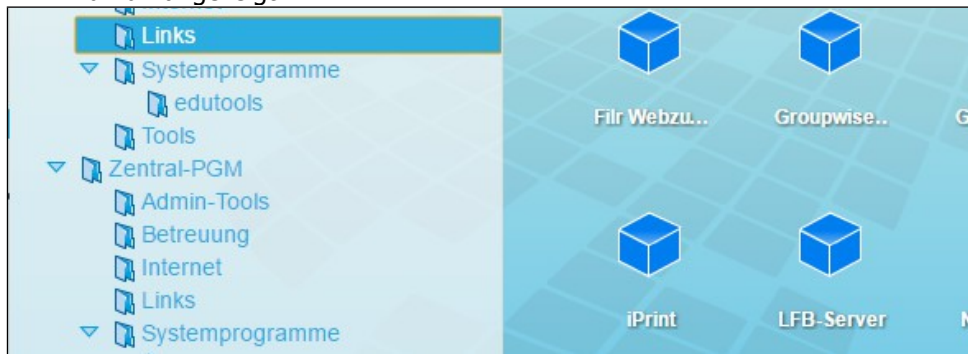 Links
Systemprogramme
edutools
Tools
Zentral-PGM
Admin-Tools
Betreuung
Internet
Links
Systemprogramme
Filr Webzu...
Groupwise..
G
iPrint
LFB-Server